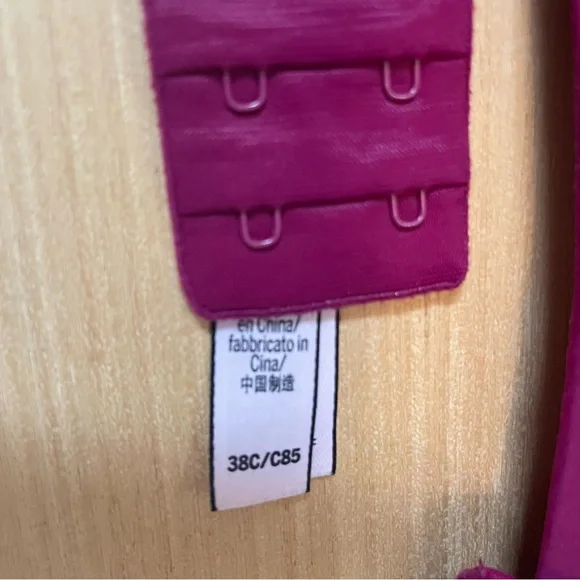 en China/
fabbricato in
Cina/
中国制造
38C/C85